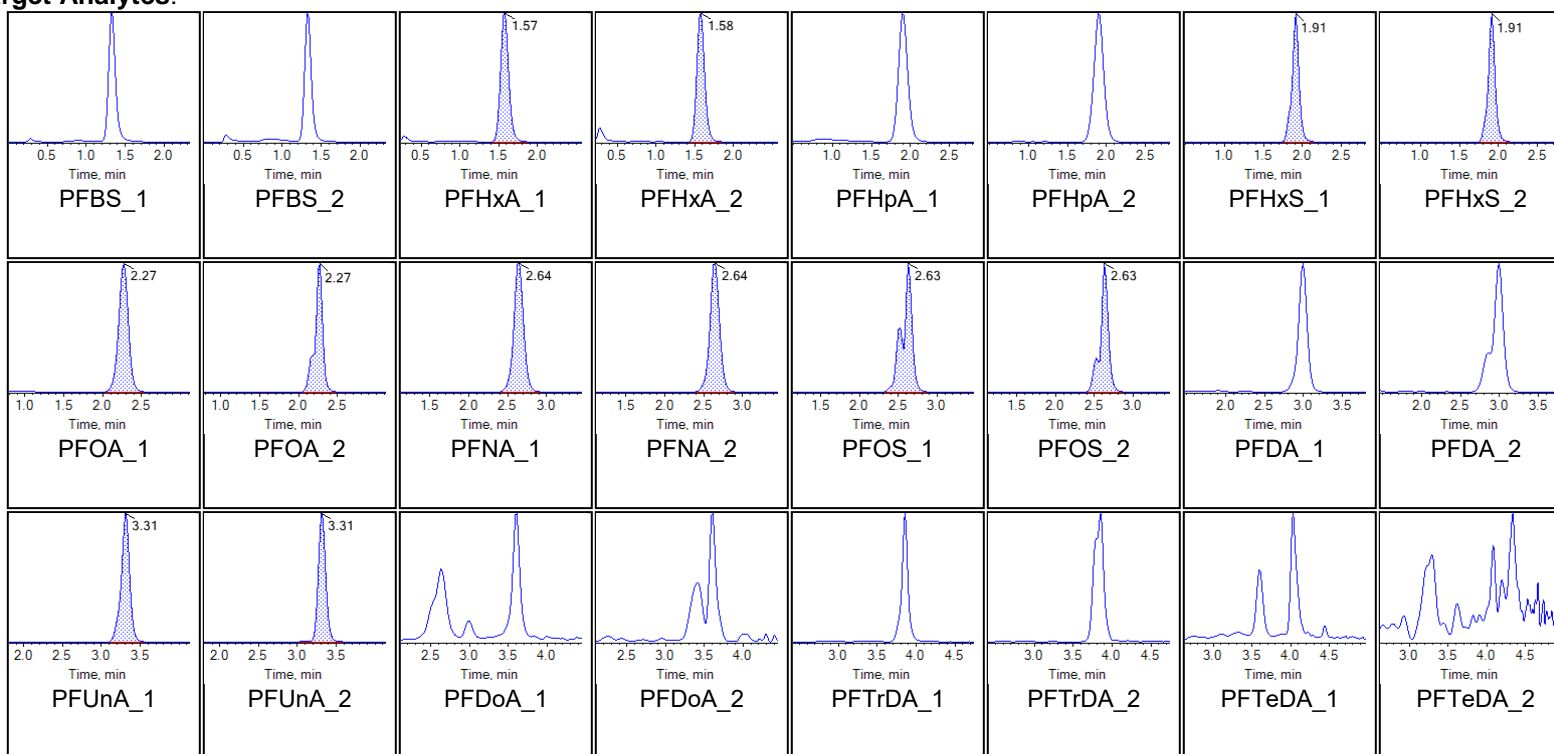 arget Analytes:
1.57 1.58 1.91 1.91
0.5 1.0 1.5 2.0 0.5 1.0 1.5 2.0 0.5 1.0 1.5 2.0 0.5 1.0 1.5 2.0 1.0 1.5 2.0 2.5 1.0 1.5 2.0 2.5 1.0 1.5 2.0 2.5 1.0 1.5 2.0 2.5
Time, min Time, min Time, min Time, min Time, min Time, min Time, min Time, min
PFBS_1 PFBS_2 PFHxA_1 PFHxA_2 PFHpA_1 PFHpA_2 PFHxS_1 PFHxS_2
2.27 2.27 2.64 2.64 2.63 2.63
1.0 1.5 2.0 2.5 1.0 1.5 2.0 2.5 1.5 2.0 2.5 3.0 1.5 2.0 2.5 3.0 1.5 2.0 2.5 3.0 1.5 2.0 2.5 3.0 2.0 2.5 3.0 3.5 2.0 2.5 3.0 3.5
Time, min Time, min Time, min Time, min Time, min Time, min Time, min Time, min
PFOA_1 PFOA_2 PFNA_1 PFNA_2 PFOS_1 PFOS_2 PFDA_1 PFDA_2
3.31 3.31
2.0 2.5 3.0 3.5 2.0 2.5 3.0 3.5 2.5 3.0 3.5 4.0 2.5 3.0 3.5 4.0 3.0 3.5 4.0 4.5 3.0 3.5 4.0 4.5 3.0 3.5 4.0 4.5 3.0 3.5 4.0 4.5
Time, min Time, min Time, min Time, min Time, min Time, min Time, min Time, min
PFUnA_1 PFUnA_2 PFDoA_1 PFDoA_2 PFTrDA_1 PFTrDA_2 PFTeDA_1 PFTeDA_2